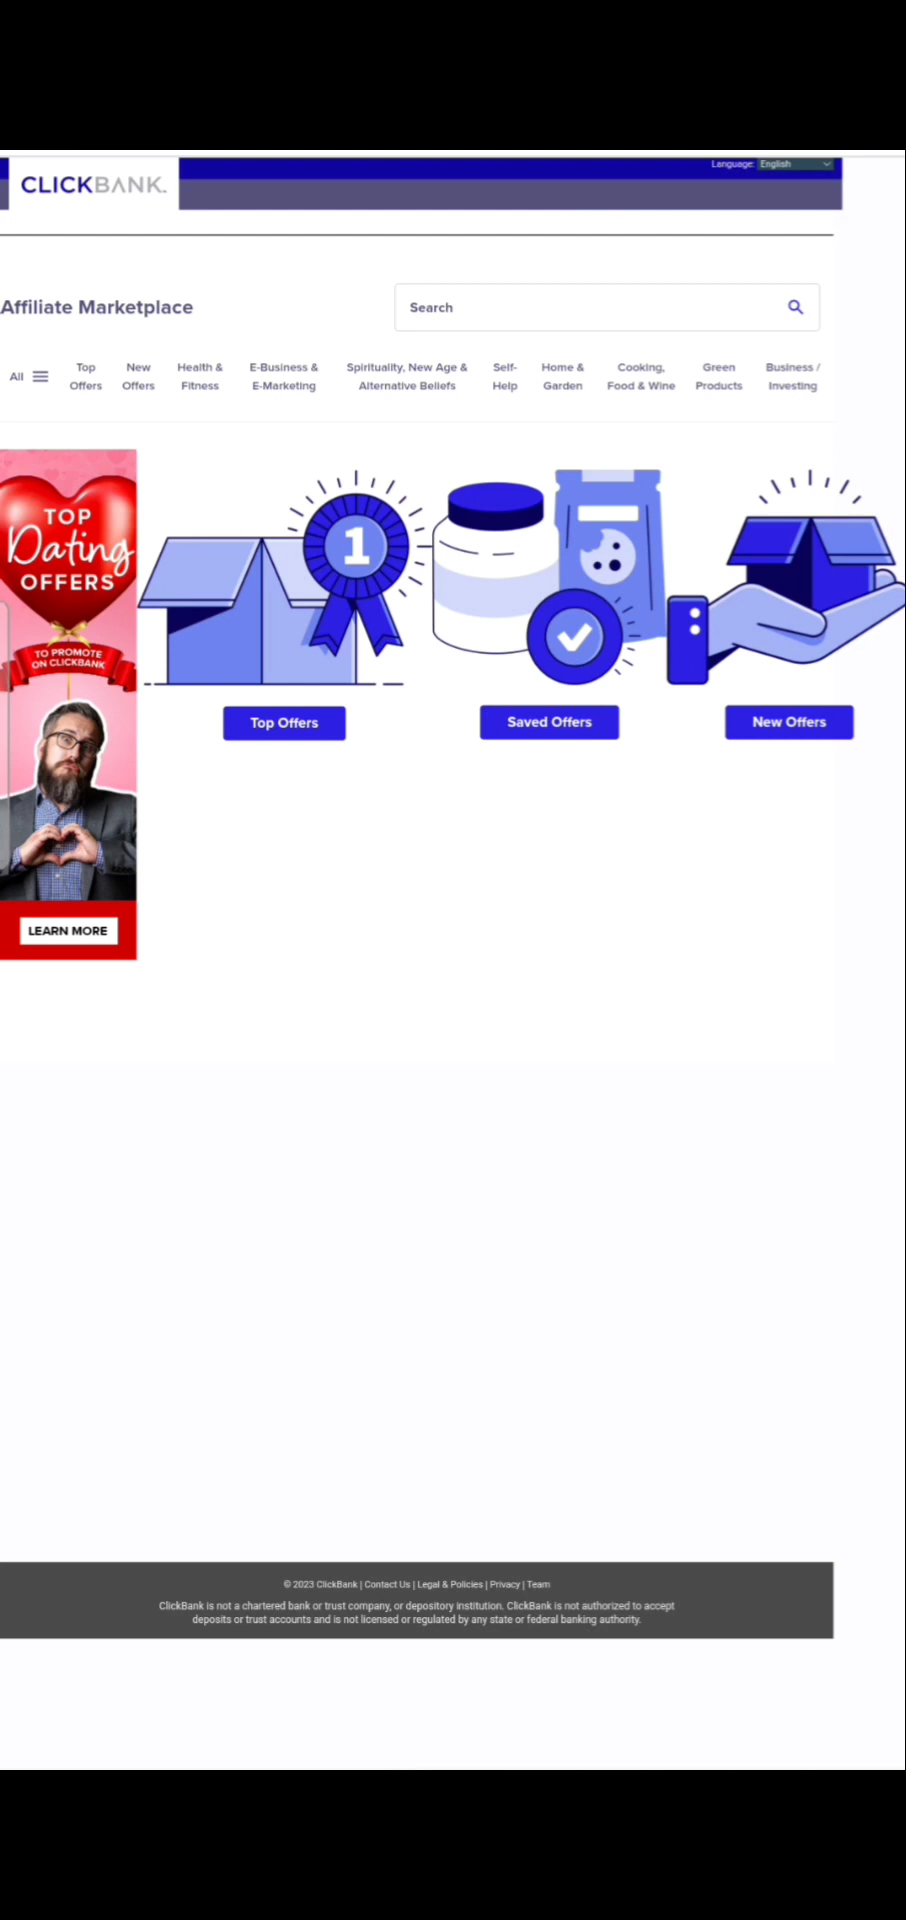 Language: English
CLICKBANK.
Affiliate Marketplace
Search
All
Top Offers
New Offers
Health & Fitness
E-Business & E-Marketing
Spirituality, New Age & Alternative Beliefs
Self-Help
Home & Garden
Cooking, Food & Wine
Green Products
Business / Investing
TOP
Dating
OFFERS
TO PROMOTE
ON CLICKBANK
LEARN MORE
1
Top Offers
Saved Offers
New Offers
© 2023 ClickBank | Contact Us | Legal & Policies | Privacy | Team
ClickBank is not a chartered bank or trust company, or depository institution. ClickBank is not authorized to accept
deposits or trust accounts and is not licensed or regulated by any state or federal banking authority.